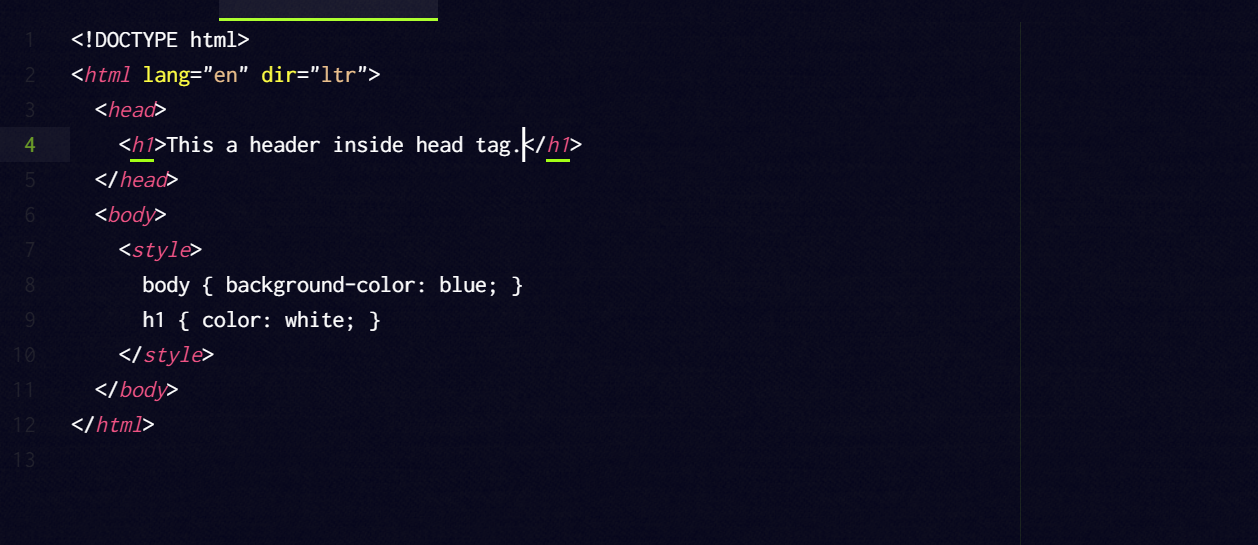 1 <!DOCTYPE html>
2 <html lang="en" dir="ltr">
3 <head>
4 <h1>This a header inside head tag.</h1>
5 </head>
6 <body>
7 <style>
8 body { background-color: blue; }
9 h1 { color: white; }
10 </style>
11 </body>
12 </html>
13